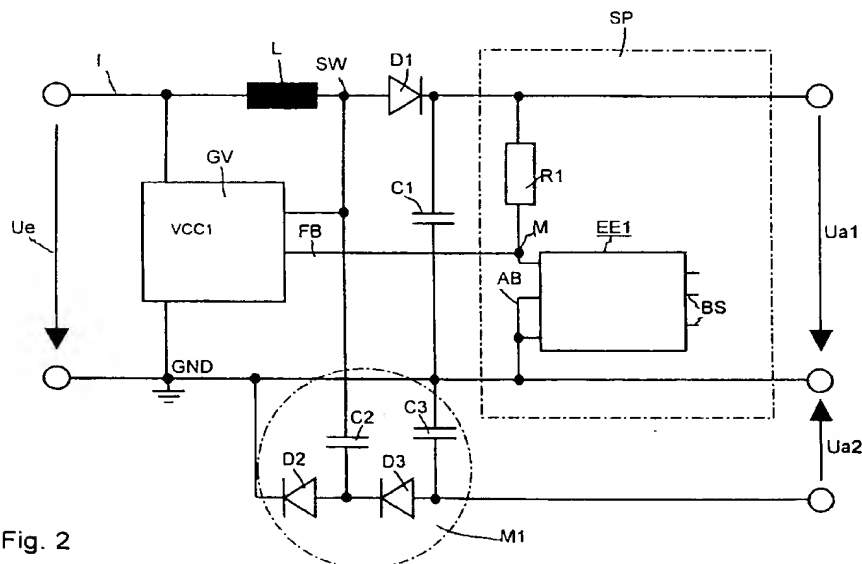 SP
I
L
SW
D1
GV
R1
C1
VCC1
FB
M
EE1
Ue
Ua1
AB
BS
GND
C2
C3
Ua2
D2
D3
M1
Fig. 2